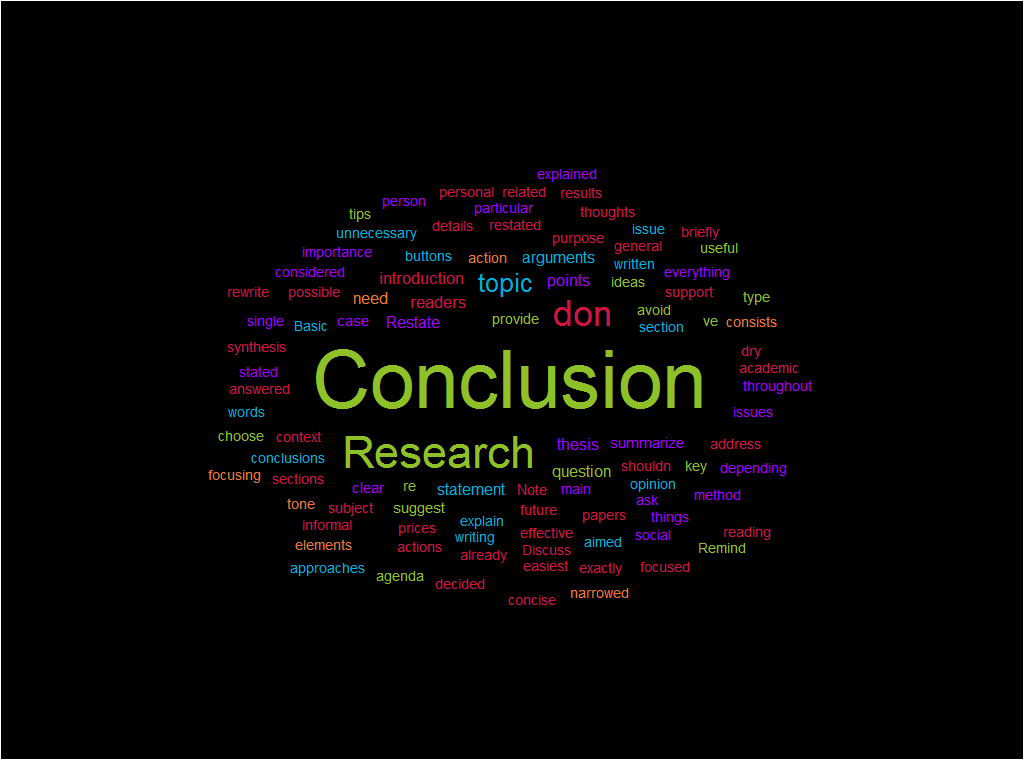 explained
personal related results
person particular thoughts
tips details restated
unnecessary purpose issue briefly
importance buttons action arguments general useful
written
considered introduction topic points ideas everything
rewrite possible need readers support type
single Basic case Restate provide don avoid section ve consists
synthesis dry
stated Conclusion academic
answered throughout
words issues
choose context Research thesis summarize address
conclusions question shouldn key depending
focusing sections clear re statement Note main opinion method
ask
tone subject suggest future papers things
informal prices explain effective social reading
elements actions writing Discuss aimed Remind
already
approaches agenda easiest exactly focused
decided concise narrowed